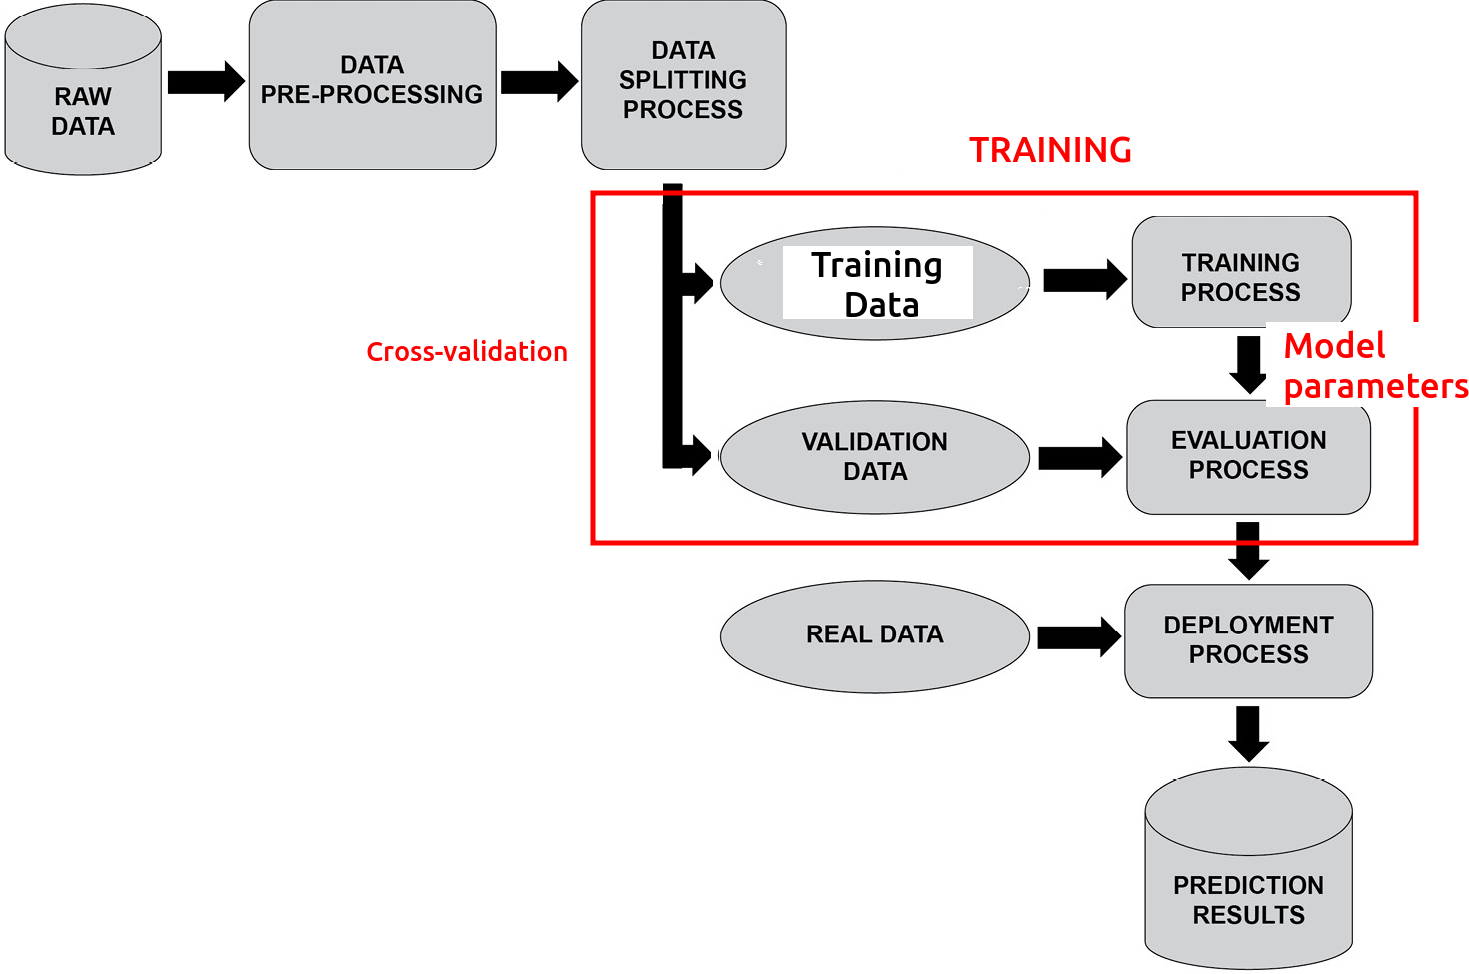 RAW
DATA
DATA
PRE-PROCESSING
DATA
SPLITTING
PROCESS
TRAINING
Training
Data
TRAINING
PROCESS
Cross-validation
Model
parameters
VALIDATION
DATA
EVALUATION
PROCESS
REAL DATA
DEPLOYMENT
PROCESS
PREDICTION
RESULTS